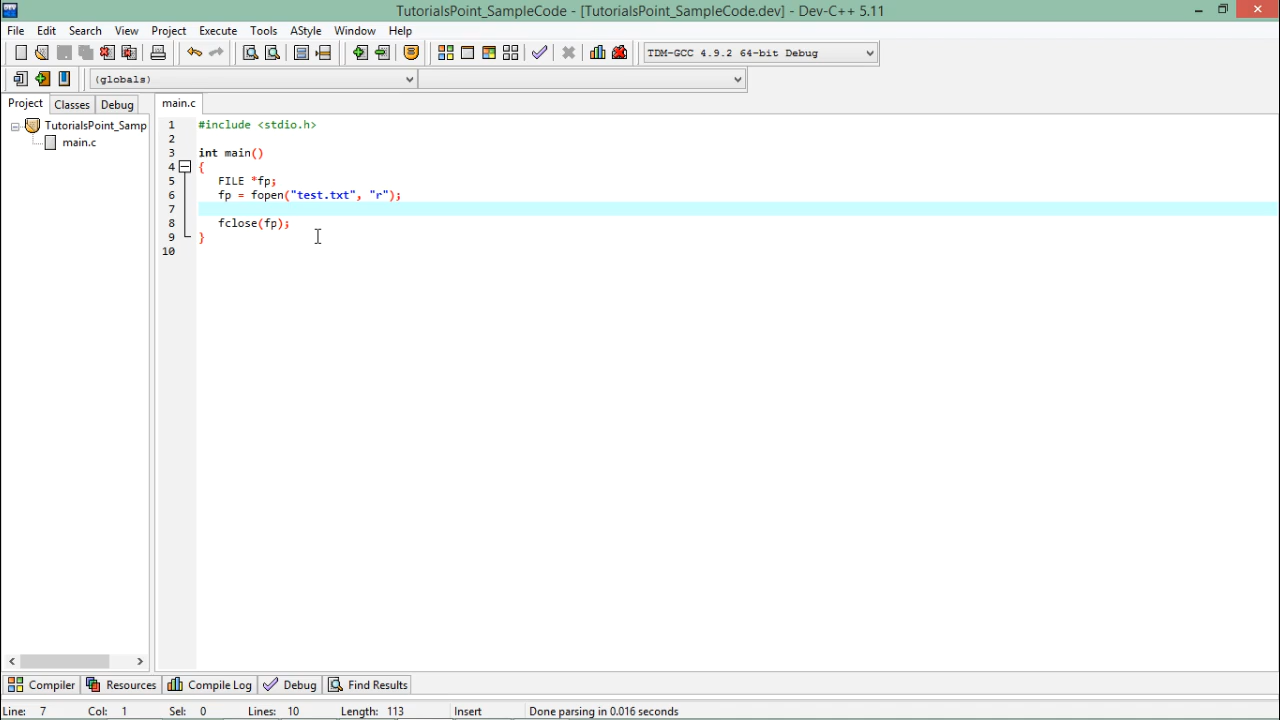 TutorialsPoint_SampleCode - [TutorialsPoint_SampleCode.dev] - Dev-C++ 5.11
File Edit Search View Project Execute Tools AStyle Window Help
TDM-GCC 4.9.2 64-bit Debug
(globals)
Project Classes Debug
main.c
TutorialsPoint_Samp
main.c
1 #include <stdio.h>
2
3 int main()
4 {
5 FILE *fp;
6 fp = fopen("test.txt", "r");
7
8 fclose(fp);
9 }
10
Compiler Resources Compile Log Debug Find Results
Line: 7 Col: 1 Sel: 0 Lines: 10 Length: 113 Insert Done parsing in 0.016 seconds